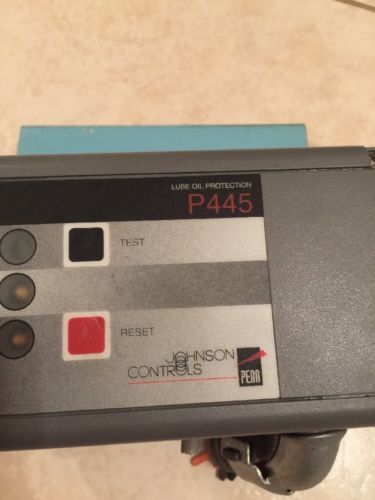 LUBE OIL PROTECTION
P445
TEST
RESET
JOHNSON
CONTROLS
PENN